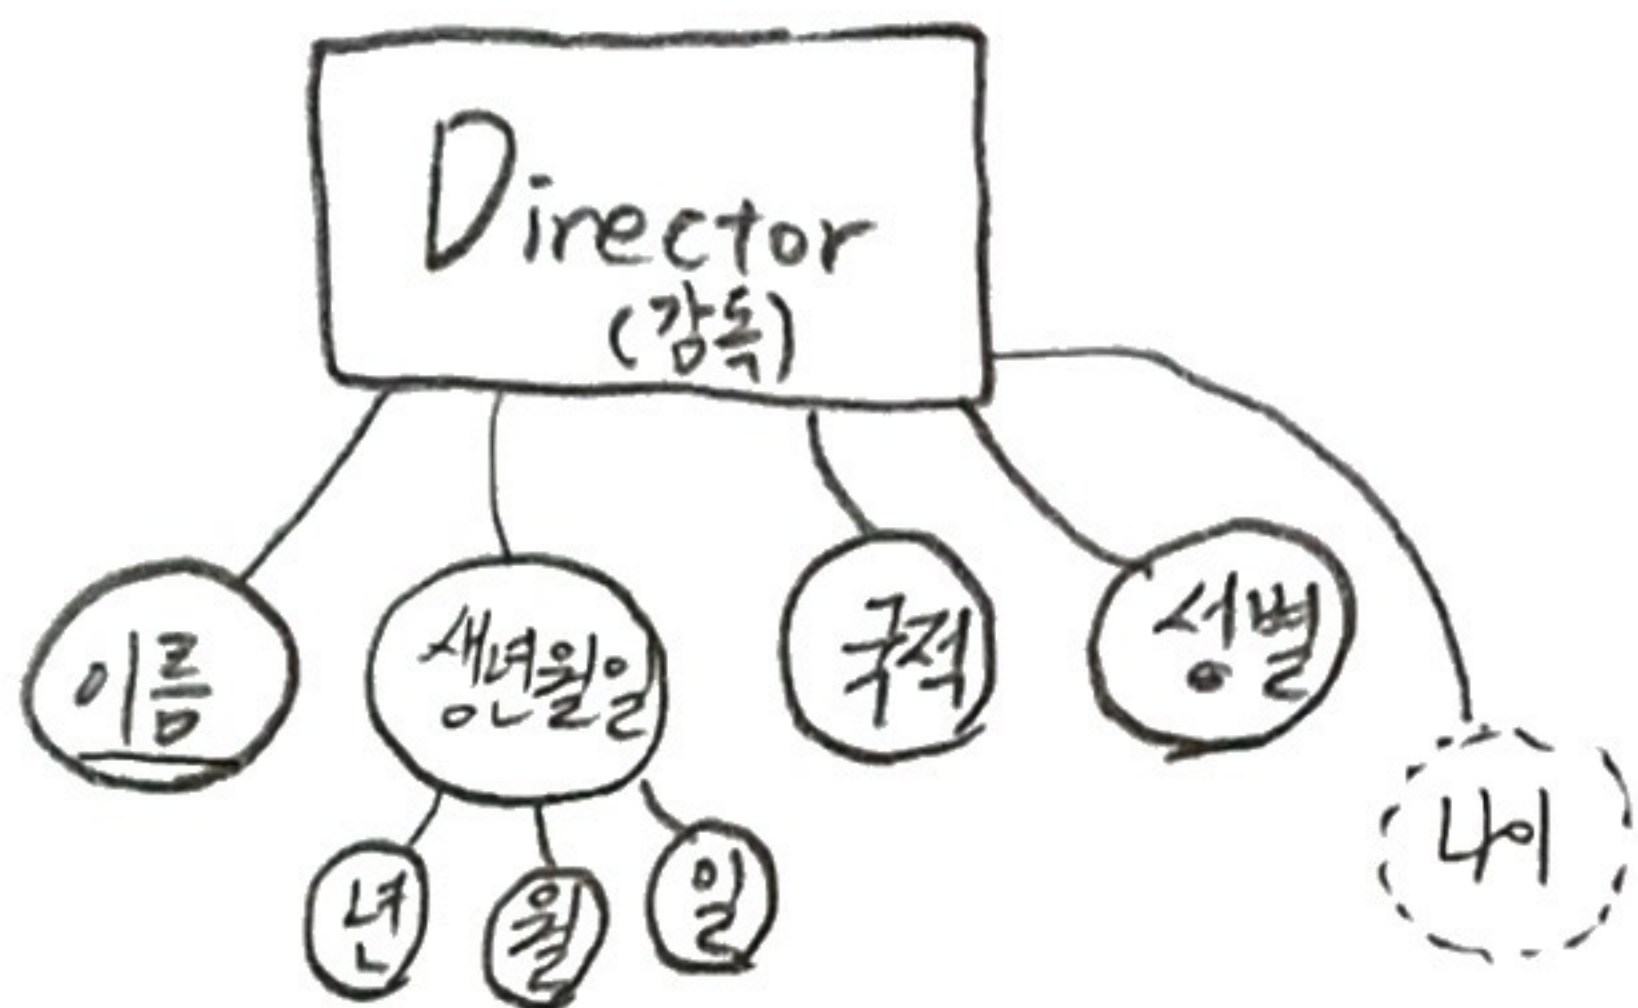 Director
(감독)
이름
생년월일
국적
성별
나이
년
월
일